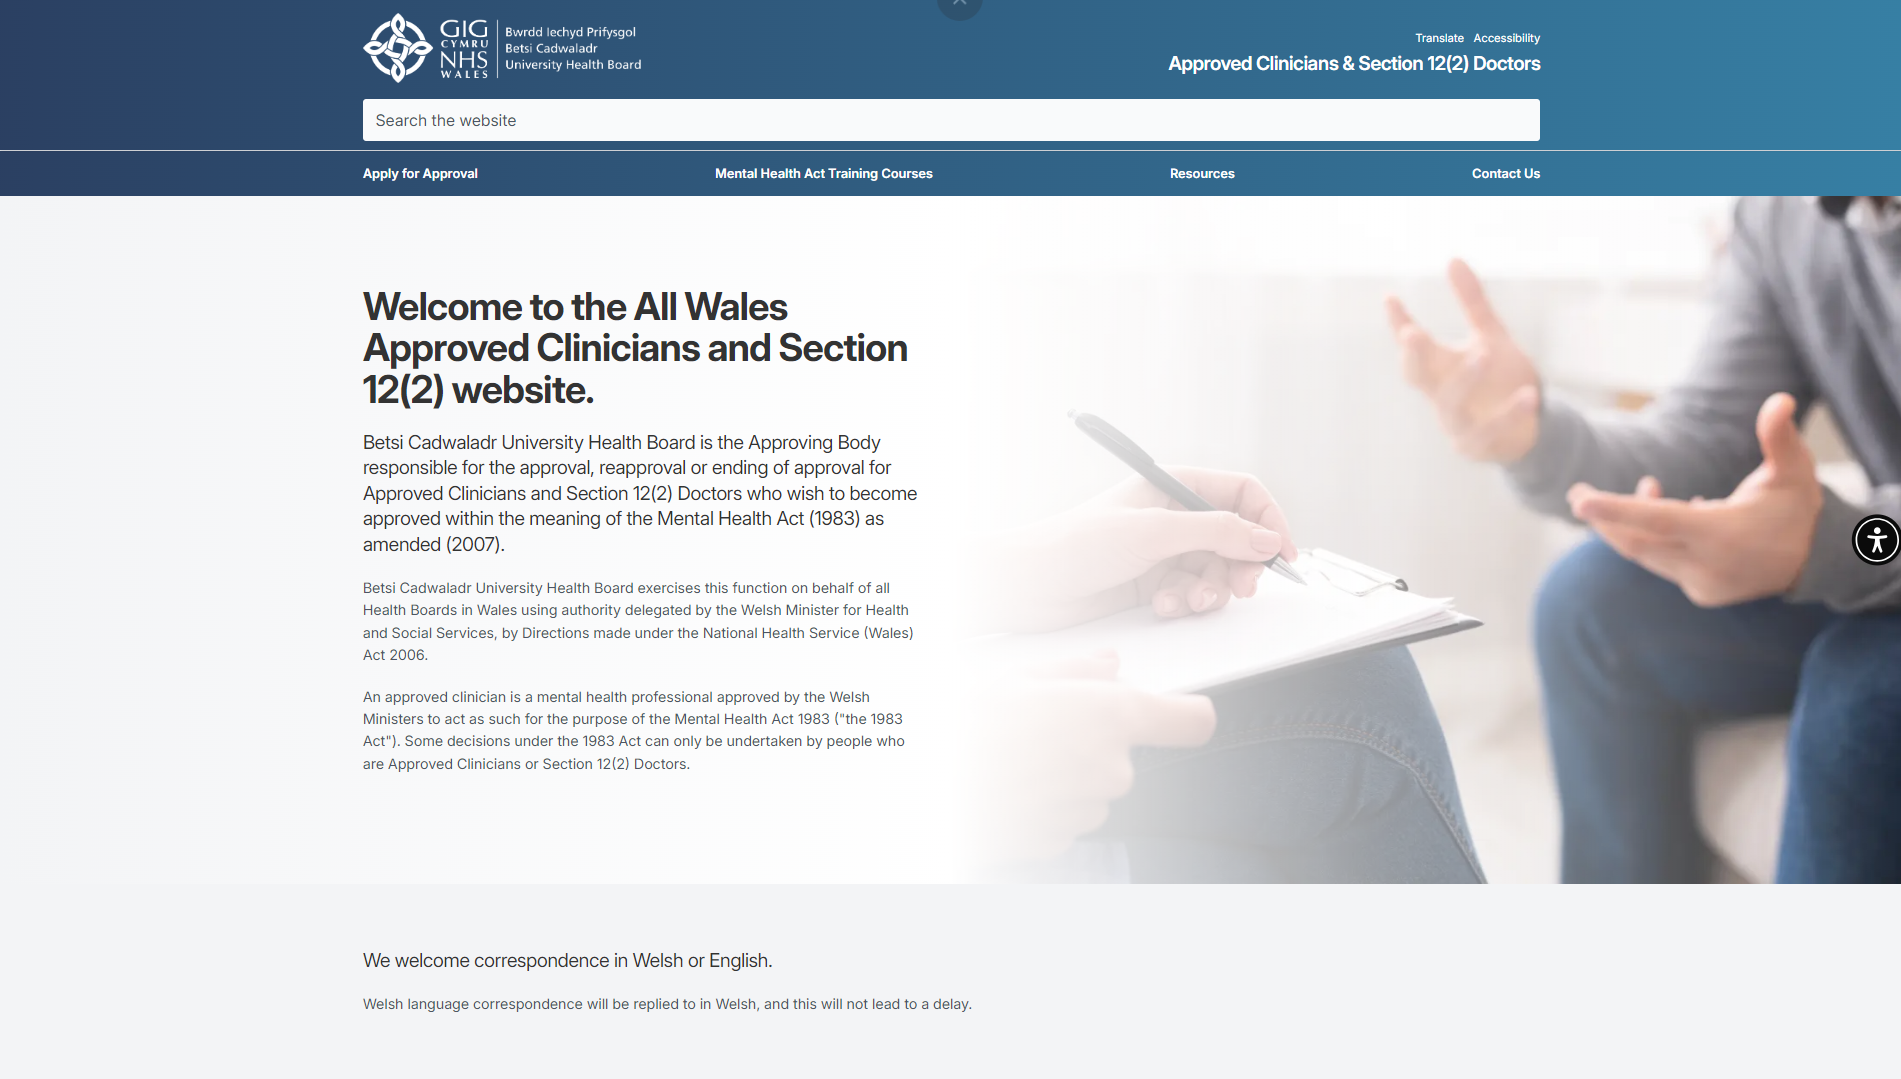 GIG
CYMRU
NHS
WALES
Bwrdd Iechyd Prifysgol
Betsi Cadwaladr
University Health Board
Translate Accessibility
Approved Clinicians & Section 12(2) Doctors
Search the website
Apply for Approval
Mental Health Act Training Courses
Resources
Contact Us
Welcome to the All Wales
Approved Clinicians and Section
12(2) website.
Betsi Cadwaladr University Health Board is the Approving Body
responsible for the approval, reapproval or ending of approval for
Approved Clinicians and Section 12(2) Doctors who wish to become
approved within the meaning of the Mental Health Act (1983) as
amended (2007).
Betsi Cadwaladr University Health Board exercises this function on behalf of all
Health Boards in Wales using authority delegated by the Welsh Minister for Health
and Social Services, by Directions made under the National Health Service (Wales)
Act 2006.
An approved clinician is a mental health professional approved by the Welsh
Ministers to act as such for the purpose of the Mental Health Act 1983 ("the 1983
Act"). Some decisions under the 1983 Act can only be undertaken by people who
are Approved Clinicians or Section 12(2) Doctors.
We welcome correspondence in Welsh or English.
Welsh language correspondence will be replied to in Welsh, and this will not lead to a delay.